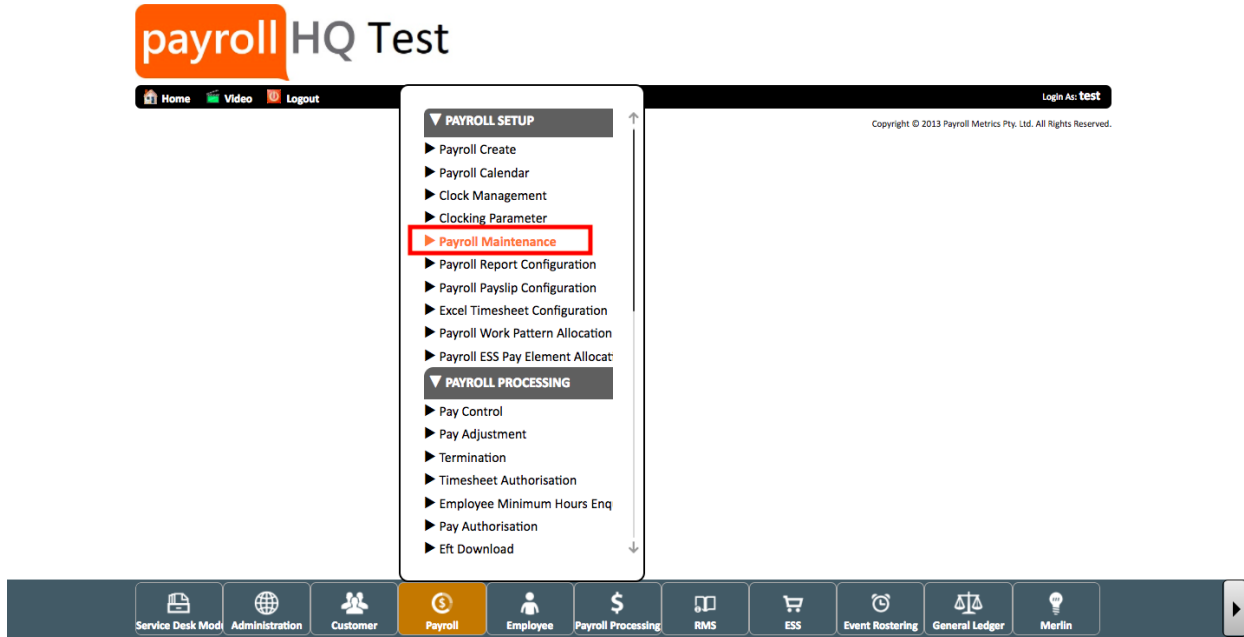 payroll HQ Test
Home Video Logout Login As: test
Copyright © 2013 Payroll Metrics Pty. Ltd. All Rights Reserved.
PAYROLL SETUP
Payroll Create
Payroll Calendar
Clock Management
Clocking Parameter
Payroll Maintenance
Payroll Report Configuration
Payroll Payslip Configuration
Excel Timesheet Configuration
Payroll Work Pattern Allocation
Payroll ESS Pay Element Allocat
PAYROLL PROCESSING
Pay Control
Pay Adjustment
Termination
Timesheet Authorisation
Employee Minimum Hours Enq
Pay Authorisation
Eft Download
Service Desk Mod Administration Customer Payroll Employee Payroll Processing RMS ESS Event Rostering General Ledger Merlin